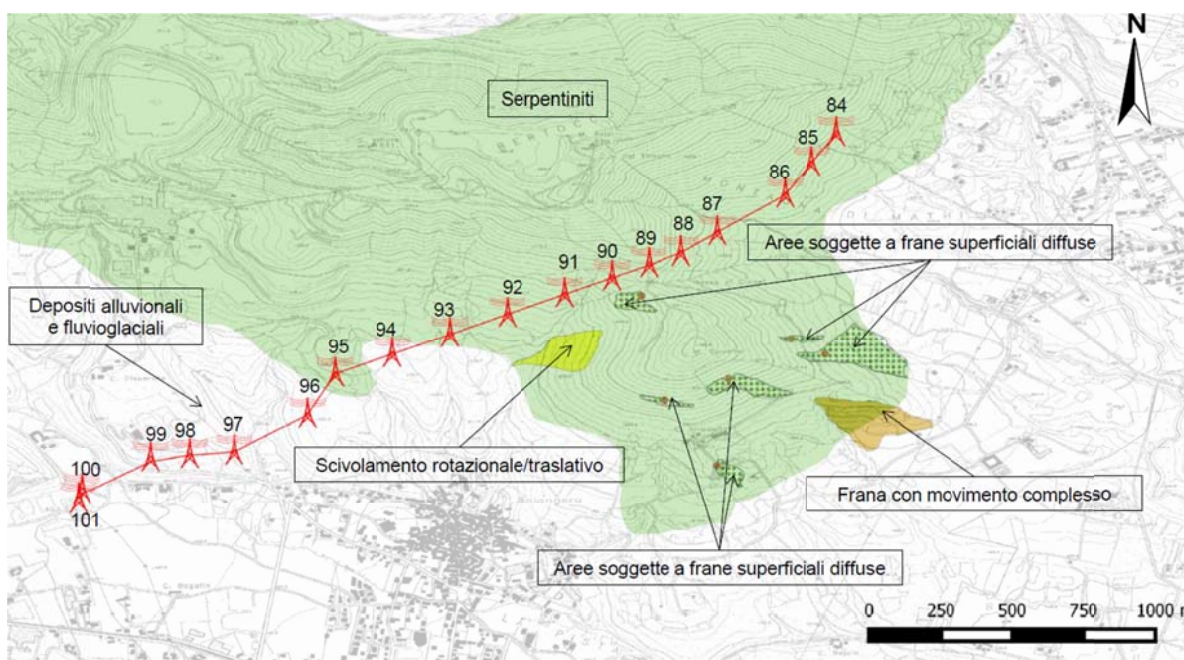 N
Serpentiniti
84
85
86
87
88
89
90
91
92
93
94
95
96
97
98
99
100
101
Aree soggette a frane superficiali diffuse
Depositi alluvionali
e fluvioglaciali
Scivolamento rotazionale/traslativo
Frana con movimento complesso
Aree soggette a frane superficiali diffuse
0 250 500 750 1000 m